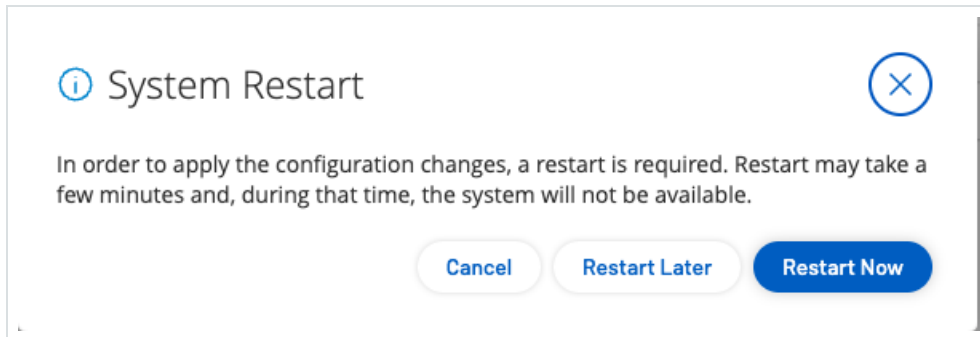 System Restart
In order to apply the configuration changes, a restart is required. Restart may take a
few minutes and, during that time, the system will not be available.
Cancel
Restart Later
Restart Now